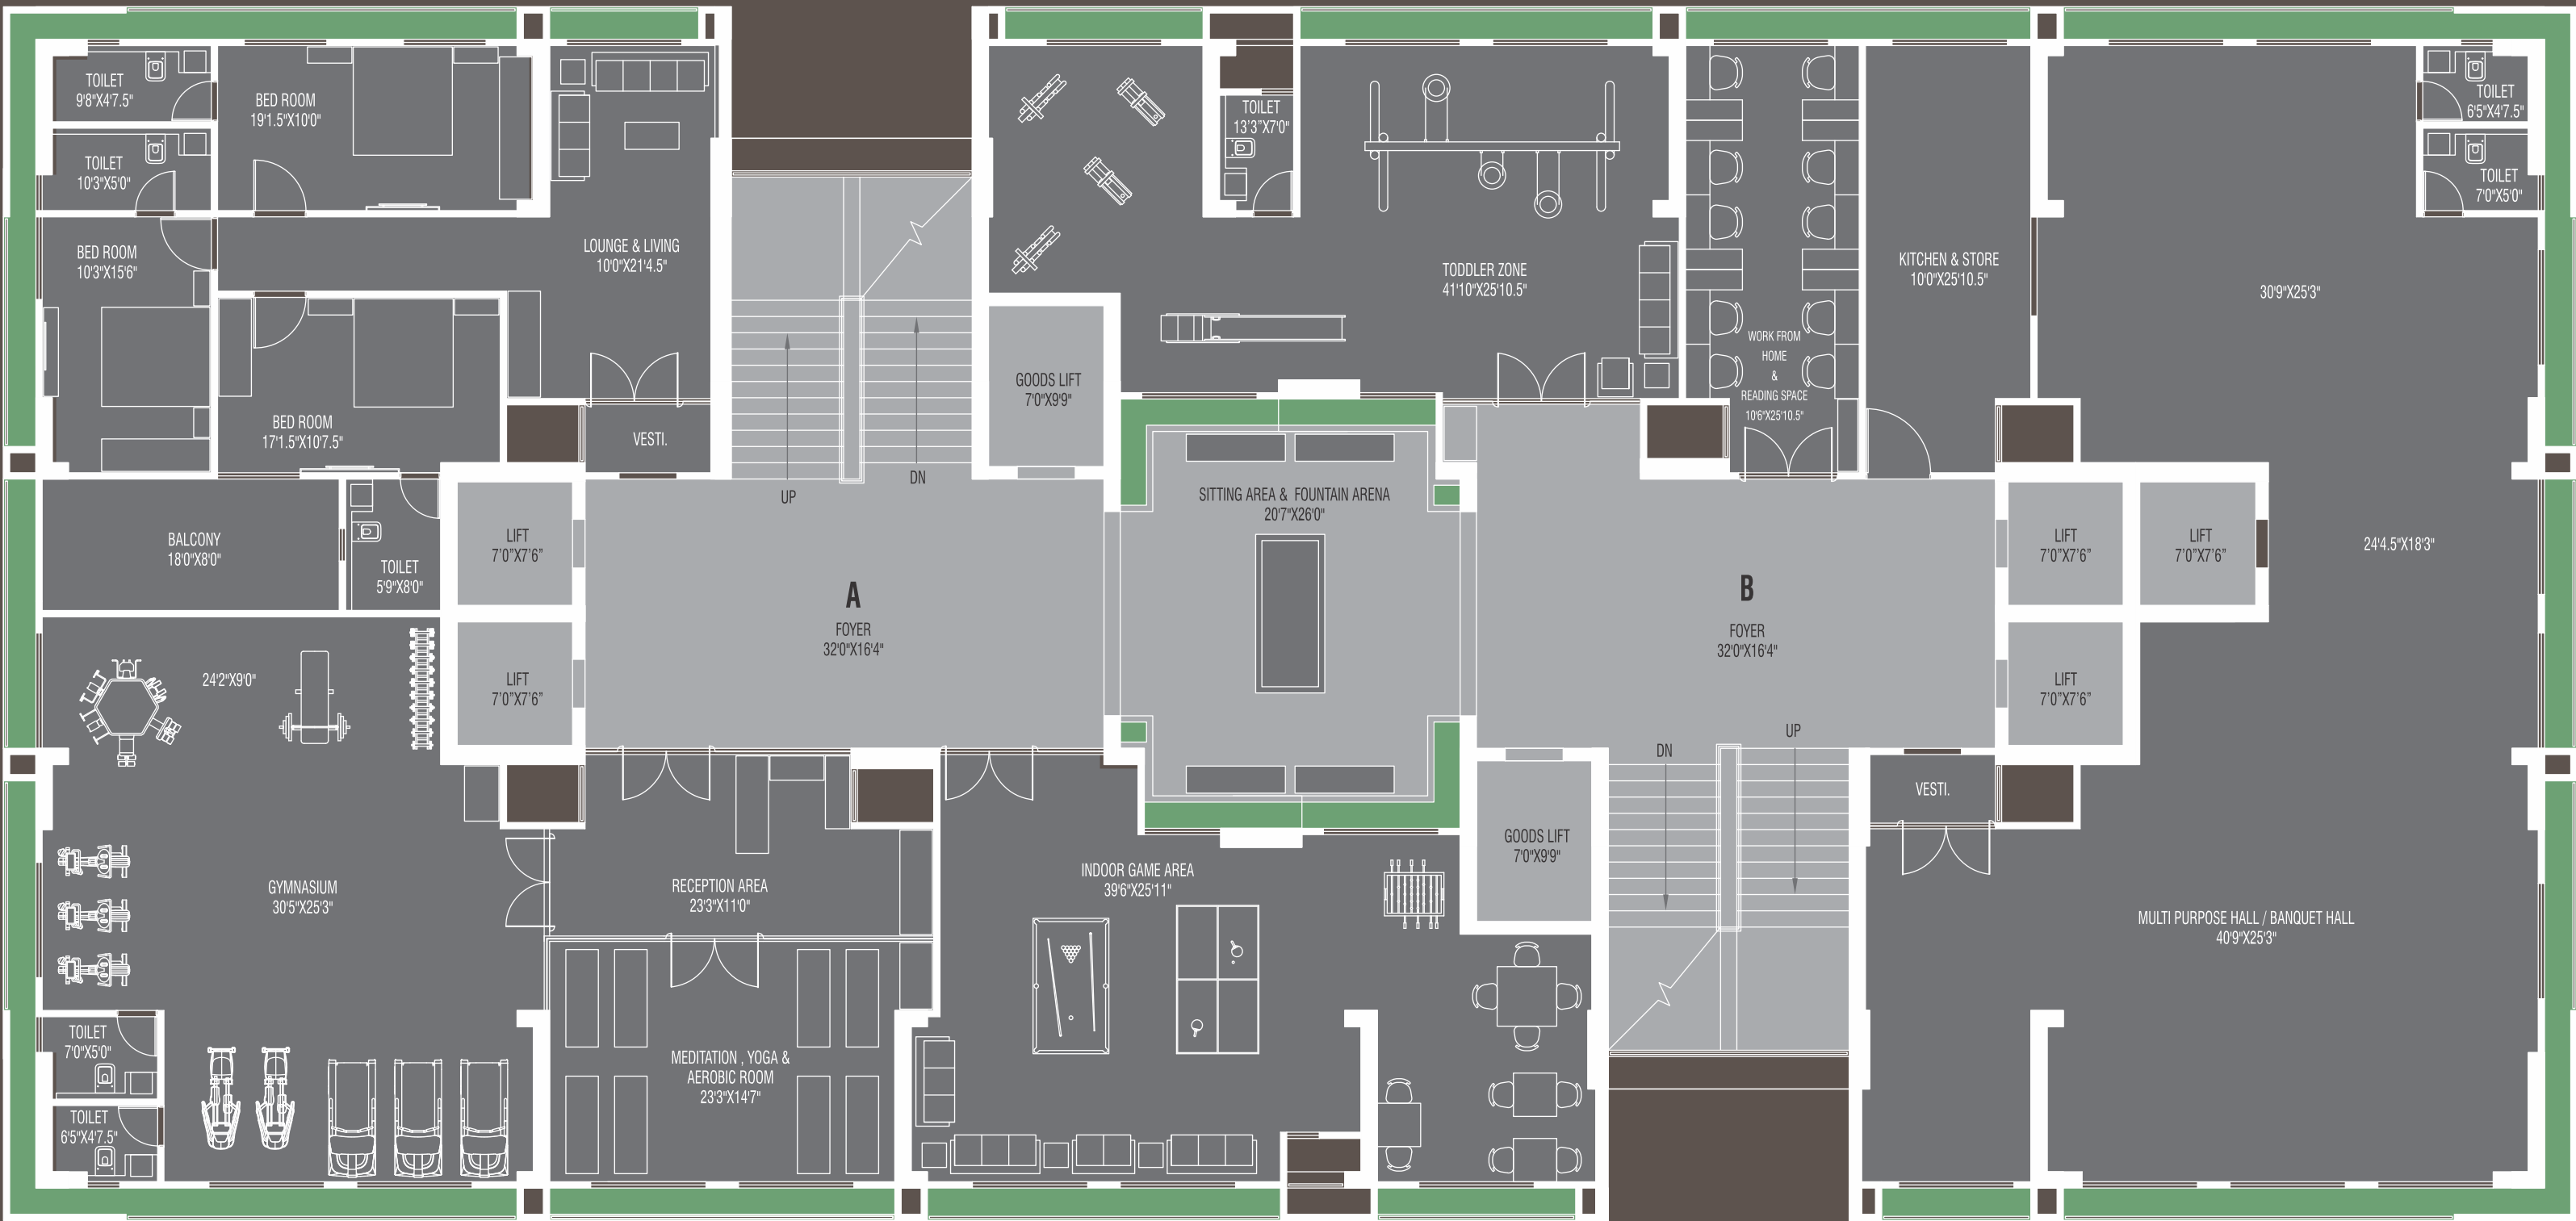 TOILET
9'8"X4'7.5"
BED ROOM
19'1.5"X10'0"
TOILET
10'3"X5'0"
BED ROOM
10'3"X15'6"
LOUNGE & LIVING
10'0"X21'4.5"
BED ROOM
17'1.5"X10'7.5"
VESTI.
UP
DN
GOODS LIFT
7'0"X9'9"
TOILET
13'3"X7'0"
TODDLER ZONE
41'10"X25'10.5"
WORK FROM
HOME
&
READING SPACE
10'6"X25'10.5"
KITCHEN & STORE
10'0"X25'10.5"
30'9"X25'3"
TOILET
6'5"X4'7.5"
TOILET
7'0"X5'0"
BALCONY
18'0"X8'0"
TOILET
5'9"X8'0"
LIFT
7'0"X7'6"
LIFT
7'0"X7'6"
A
FOYER
32'0"X16'4"
SITTING AREA & FOUNTAIN ARENA
20'7"X26'0"
B
FOYER
32'0"X16'4"
LIFT
7'0"X7'6"
LIFT
7'0"X7'6"
LIFT
7'0"X7'6"
24'4.5"X18'3"
24'2"X9'0"
GYMNASIUM
30'5"X25'3"
RECEPTION AREA
23'3"X11'0"
MEDITATION , YOGA &
AEROBIC ROOM
23'3"X14'7"
TOILET
7'0"X5'0"
TOILET
6'5"X4'7.5"
INDOOR GAME AREA
39'6"X25'11"
GOODS LIFT
7'0"X9'9"
DN
UP
VESTI.
MULTI PURPOSE HALL / BANQUET HALL
40'9"X25'3"